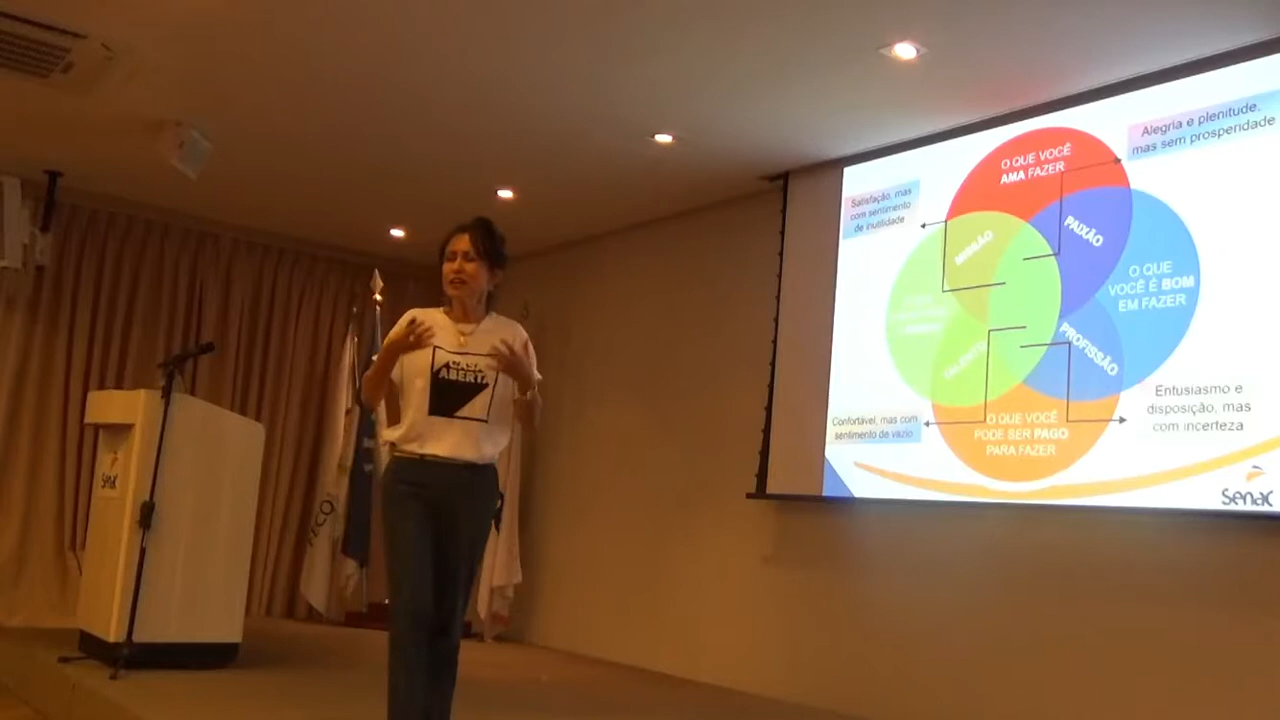 O QUE VOCÊ
AMA FAZER
Alegria e plenitude,
mas sem prosperidade
Satisfação, mas
com sentimento
de inutilidade
MISSÃO
PAIXÃO
O QUE
VOCÊ É BOM
EM FAZER
PROFISSÃO
Confortável, mas com
sentimento de vazio
O QUE VOCÊ
PODE SER PAGO
PARA FAZER
Entusiasmo e
disposição, mas
com incerteza
Senac
CASA
ABERTA
Senac
FECO